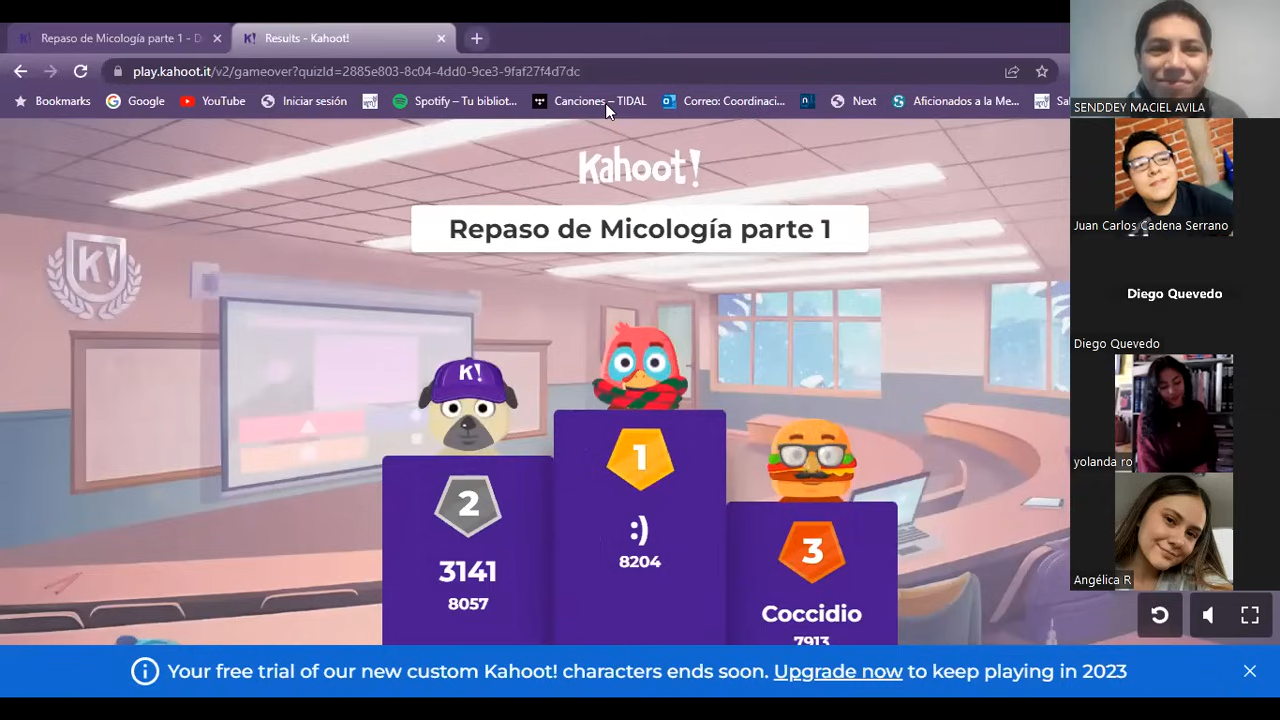 Repaso de Micología parte 1 - D
Results - Kahoot!
play.kahoot.it/v2/gameover?quizId=2885e803-8c04-4dd0-9ce3-9faf27f4d7dc
Bookmarks
Google
YouTube
Iniciar sesión
Spotify – Tu bibliot...
Canciones – TIDAL
Correo: Coordinaci...
Next
Aficionados a la Me...
Sal
Kahoot!
Repaso de Micología parte 1
K!
K!
1
:)
8204
2
3141
8057
3
Coccidio
7913
Your free trial of our new custom Kahoot! characters ends soon. Upgrade now to keep playing in 2023
SENDDEY MACIEL AVILA
Juan Carlos Cadena Serrano
Diego Quevedo
Diego Quevedo
yolanda ro
Angélica R